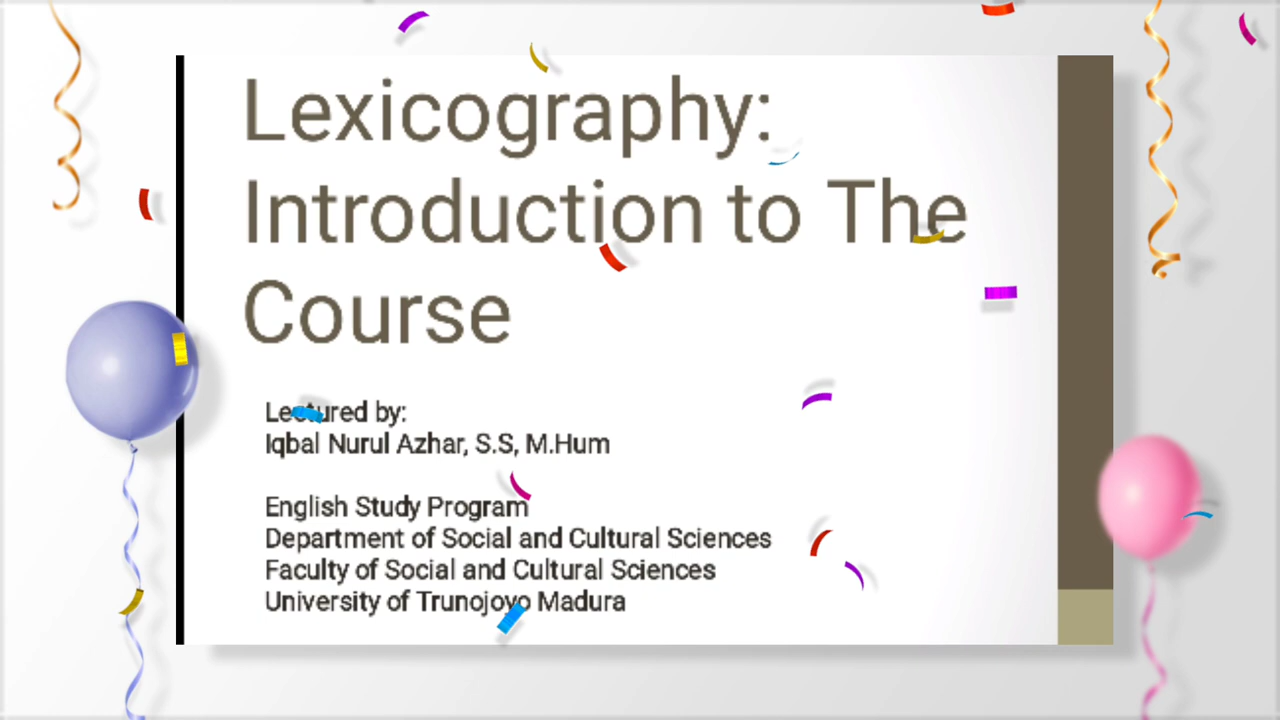 Lexicography:
Introduction to The
Course
Lectured by:
Iqbal Nurul Azhar, S.S, M.Hum
English Study Program
Department of Social and Cultural Sciences
Faculty of Social and Cultural Sciences
University of Trunojoyo Madura